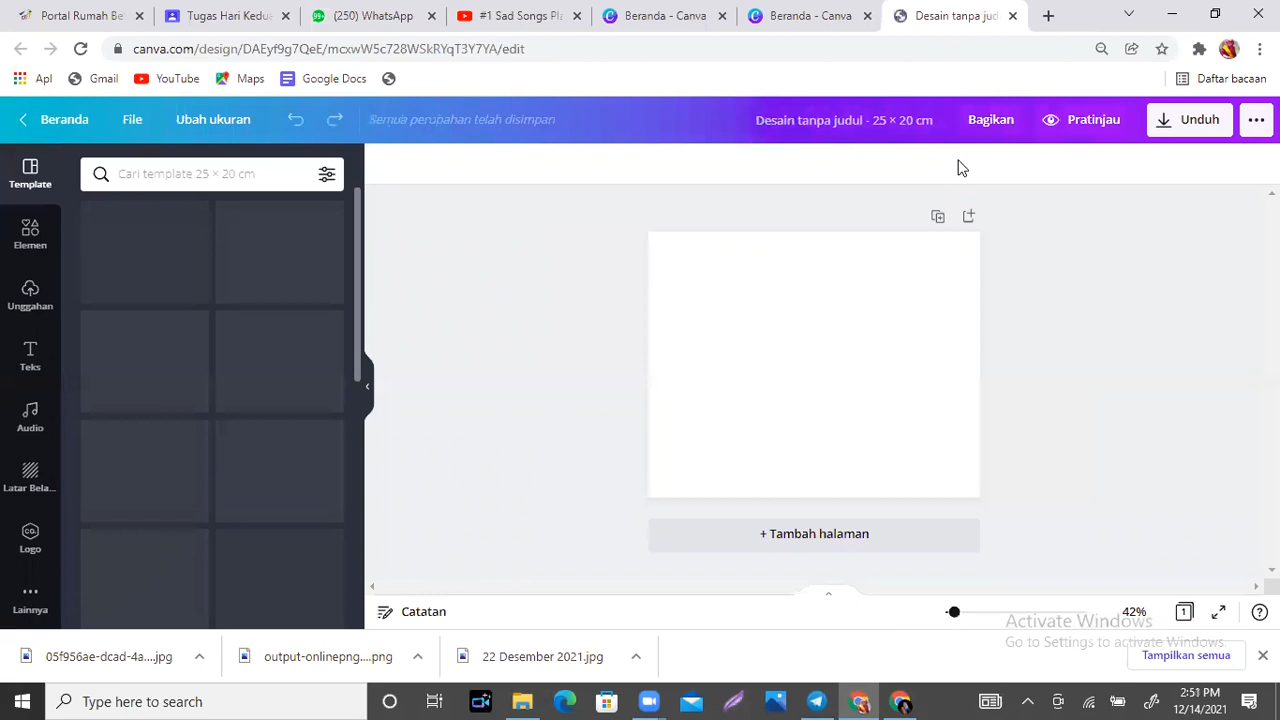 Portal Rumah Be
Tugas Hari Kedua
(250) WhatsApp
#1 Sad Songs Pla
Beranda - Canva
Beranda - Canva
Desain tanpa jud
canva.com/design/DAEyf9g7QeE/mcxwW5c728WSkRYqT3Y7YA/edit
Apl
Gmail
YouTube
Maps
Google Docs
Daftar bacaan
Beranda
File
Ubah ukuran
Semua perubahan telah disimpan
Desain tanpa judul - 25 × 20 cm
Bagikan
Pratinjau
Unduh
Template
Cari template 25 × 20 cm
Elemen
Unggahan
Teks
Audio
Latar Bela...
CO.
Logo
Lainnya
+ Tambah halaman
Catatan
42%
1
Activate Windows
Go to Settings to activate Windows.
05f956ae-dcad-4a....jpg
output-onlinepng....png
22 Desember 2021.jpg
Tampilkan semua
Type here to search
2:51 PM
12/14/2021